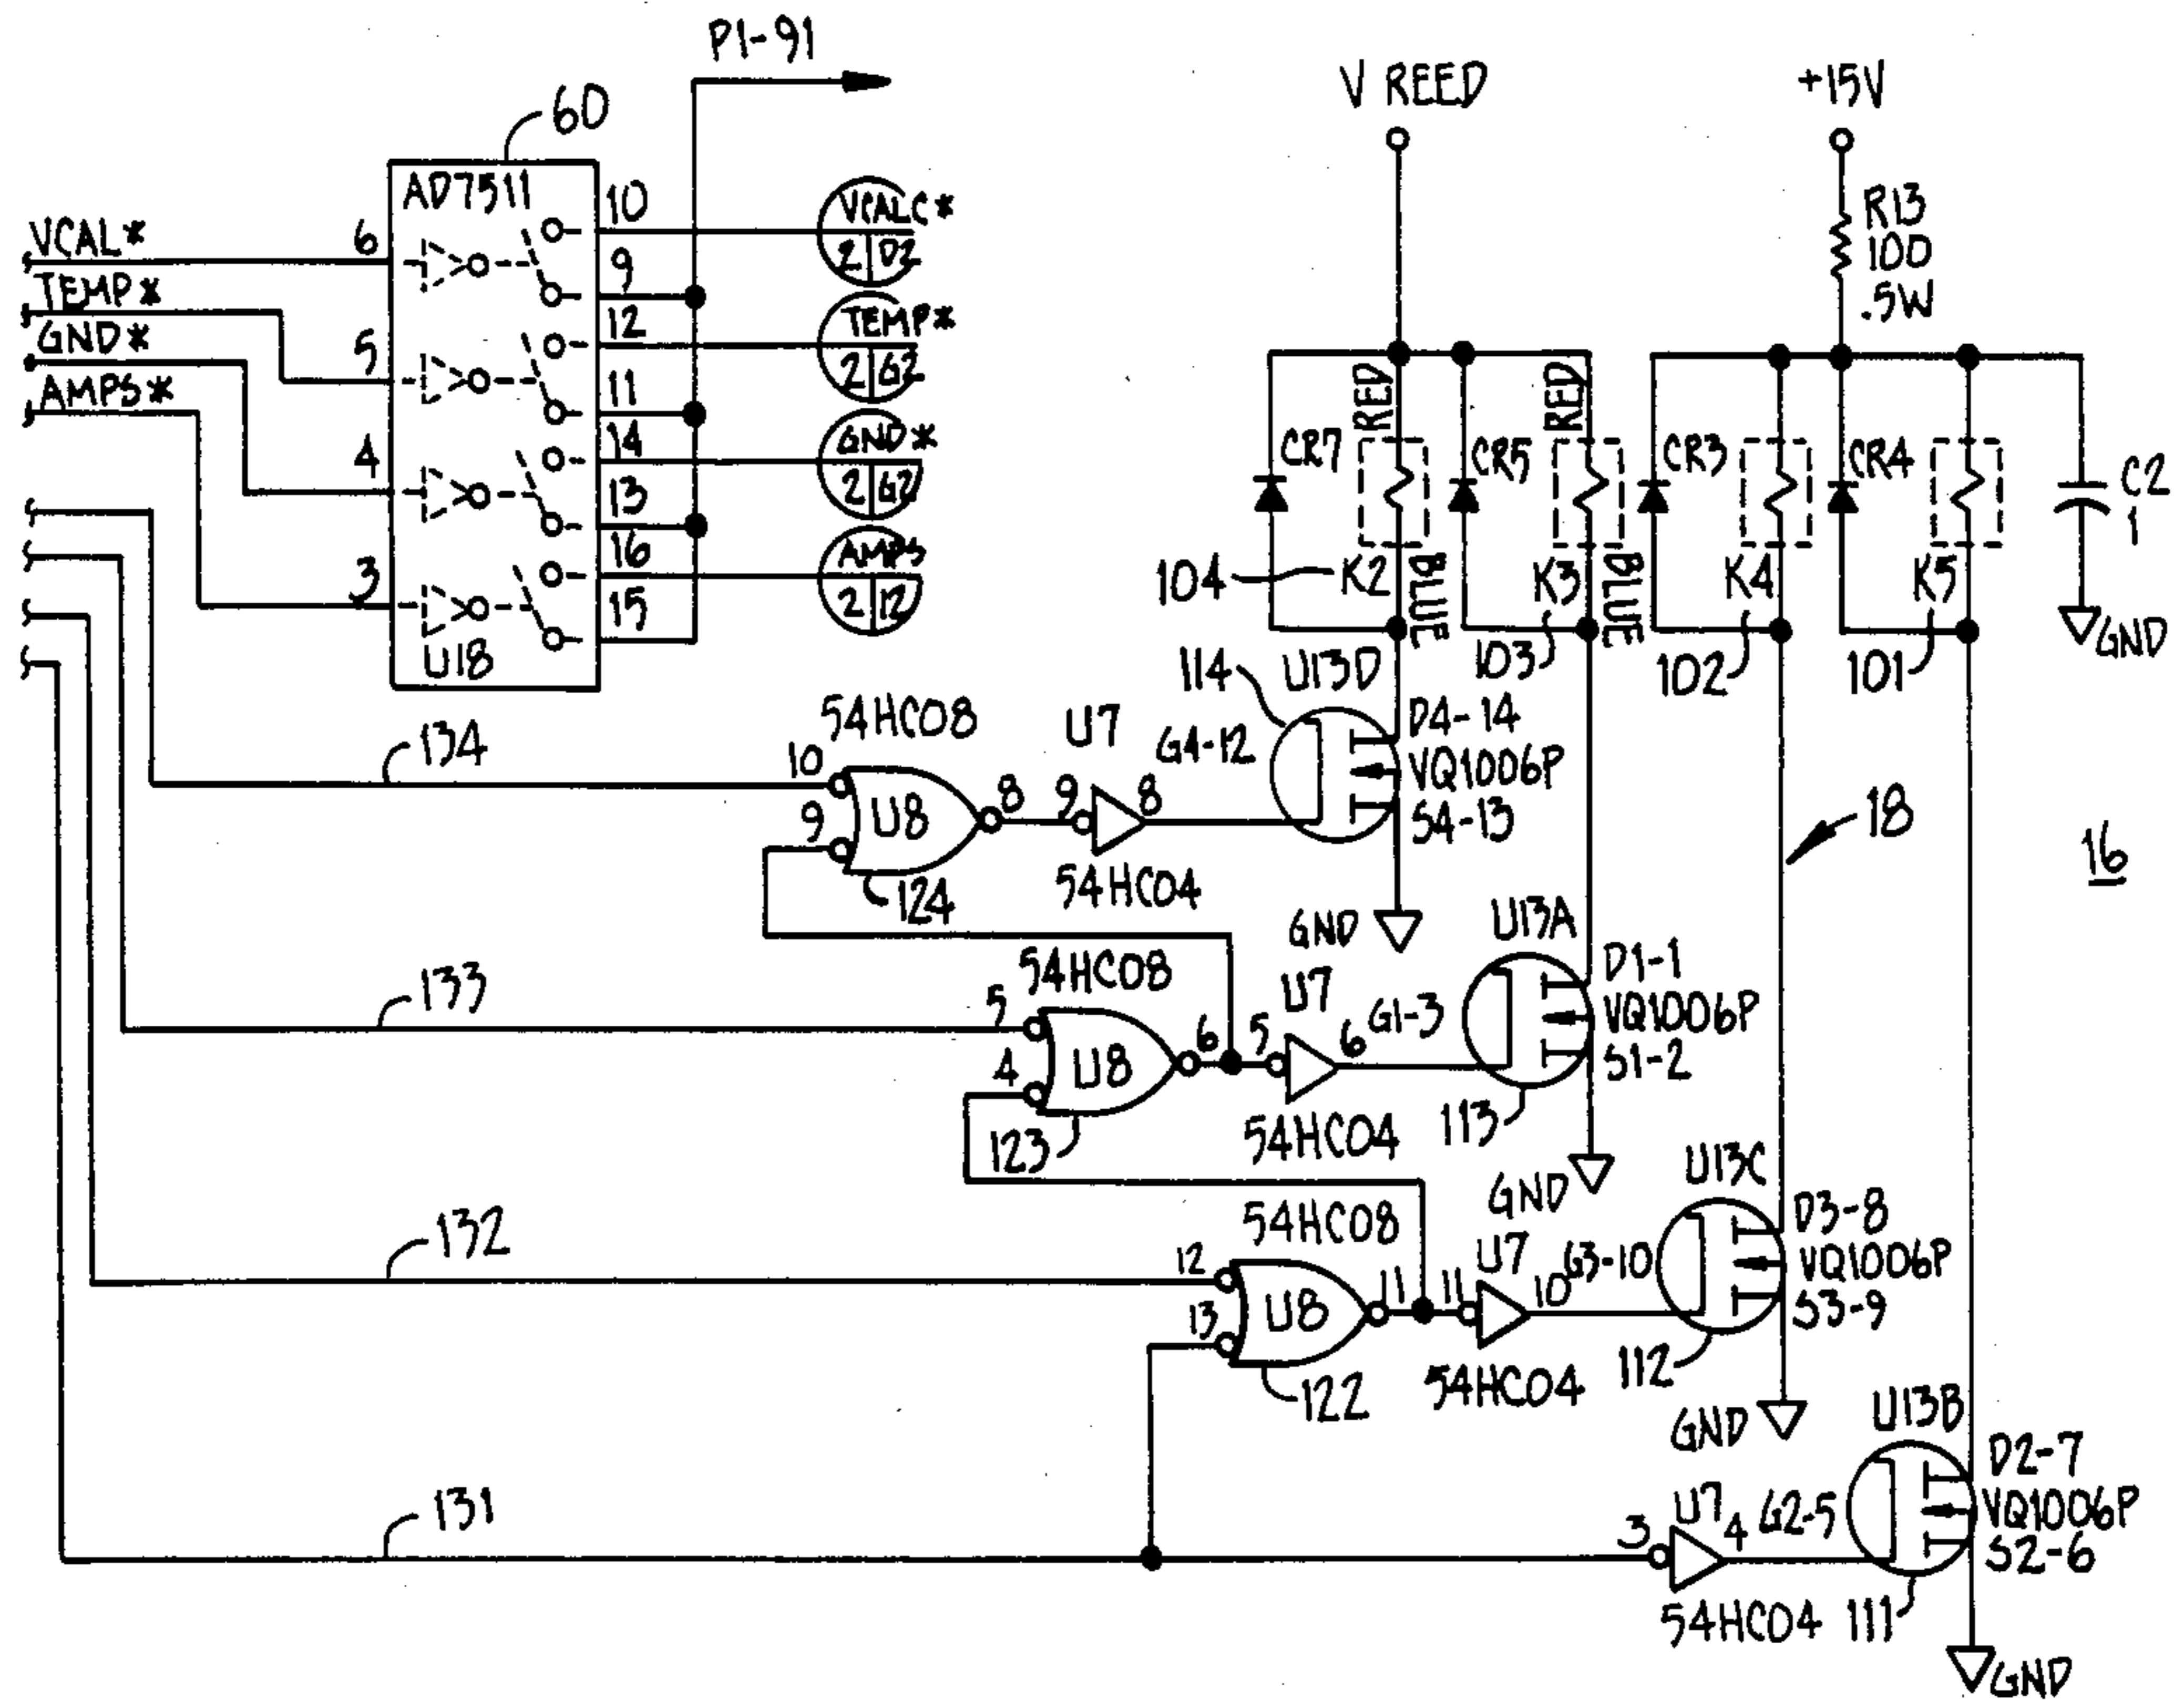 P1-91
V REED
+15V
60
AD7511
R13
100
.5W
VCAL*
TEMP*
GND*
AMPS*
6
5
4
3
10
9
12
11
14
13
16
15
U18
VCALC*
2 D2
TEMP*
2 G2
GND*
2 G2
AMPS
2 12
RED
RED
CR7
CR5
CR3
CR4
C2
1
104
K2
BLUE
K3
BLUE
K4
K5
GND
103
102
101
134
54HC08
10
9
U8
8
124
U7
9
8
54HC04
114
U13D
G4-12
D4-14
VQ1006P
S4-13
GND
18
16
133
54HC08
5
4
U8
6
123
U7
5
6
54HC04
U13A
G1-3
D1-1
VQ1006P
S1-2
113
GND
132
54HC08
12
13
U8
11
122
U7
11
10
54HC04
U13C
G3-10
D3-8
VQ1006P
S3-9
112
GND
131
U7
3
4
54HC04
U13B
G2-5
D2-7
VQ1006P
S2-6
111
GND